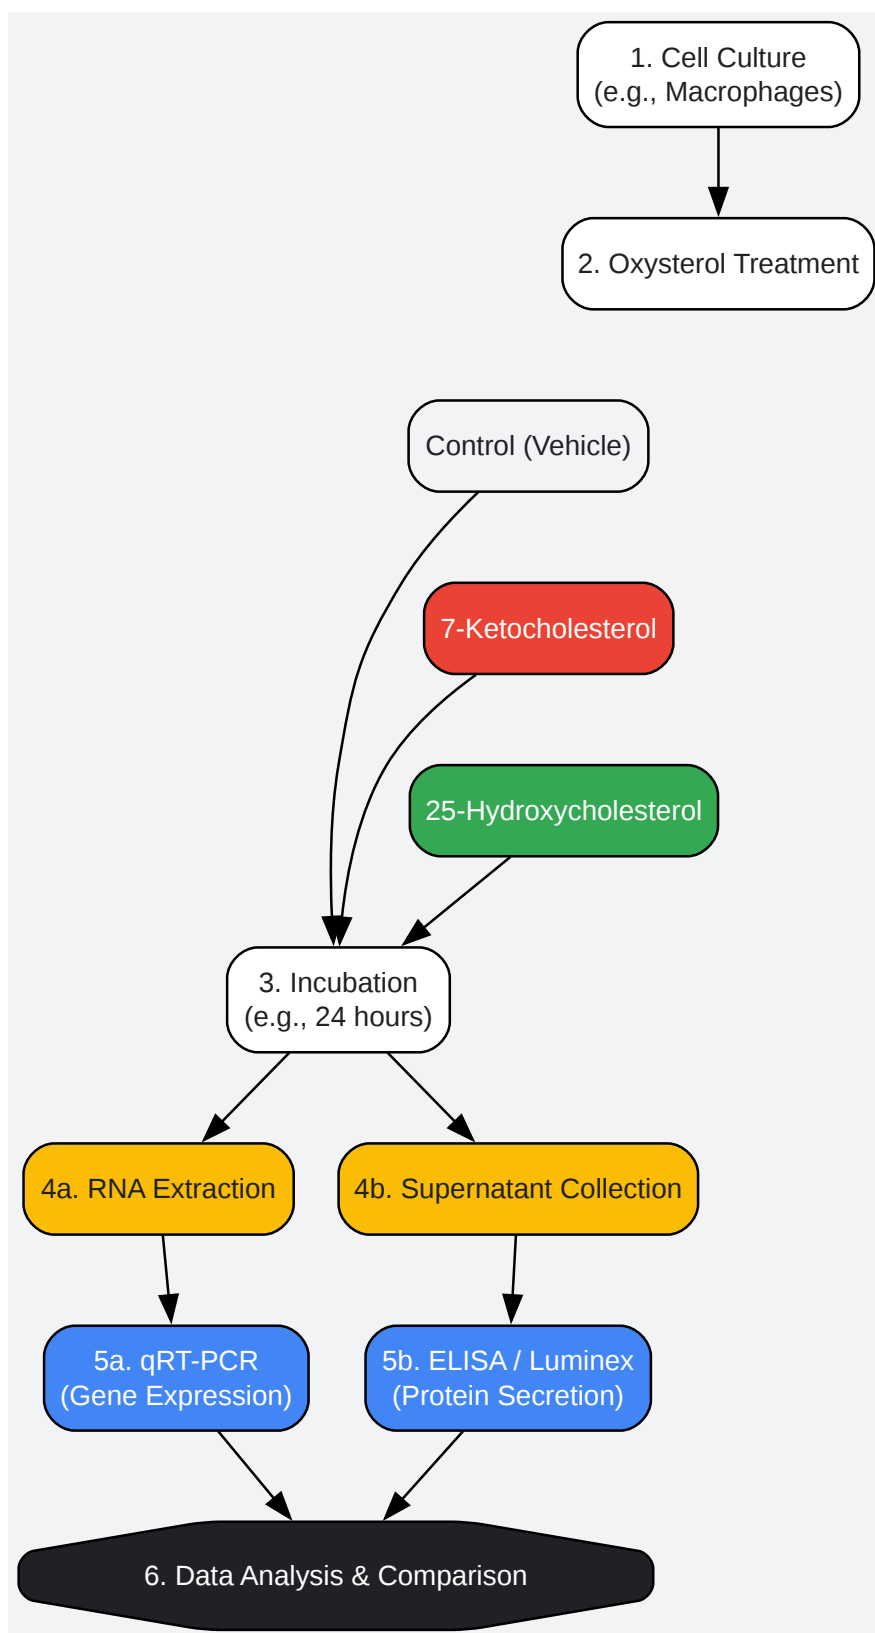 1. Cell Culture
(e.g., Macrophages)
2. Oxysterol Treatment
Control (Vehicle)
7-Ketocholesterol
25-Hydroxycholesterol
3. Incubation
(e.g., 24 hours)
4a. RNA Extraction
4b. Supernatant Collection
5a. qRT-PCR
(Gene Expression)
5b. ELISA / Luminex
(Protein Secretion)
6. Data Analysis & Comparison